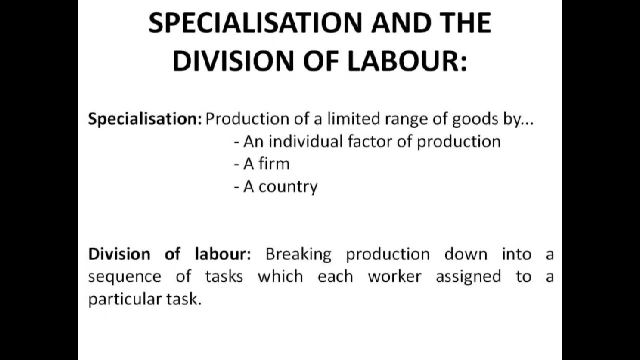 SPECIALISATION AND THE
DIVISION OF LABOUR:
Specialisation: Production of a limited range of goods by...
- An individual factor of production
- A firm
- A country
Division of labour: Breaking production down into a
sequence of tasks which each worker assigned to a
particular task.